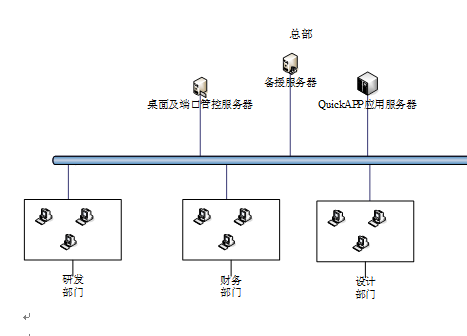 总部
备援服务器
桌面及端口管控服务器
QuickAPP应用服务器
研发
部门
财务
部门
设计
部门